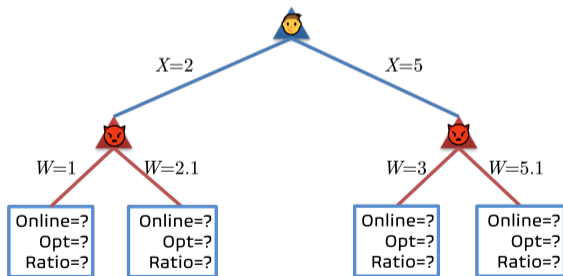 X=2
X=5
W=1
W=2.1
W=3
W=5.1
Online=?
Opt=?
Ratio=?
Online=?
Opt=?
Ratio=?
Online=?
Opt=?
Ratio=?
Online=?
Opt=?
Ratio=?